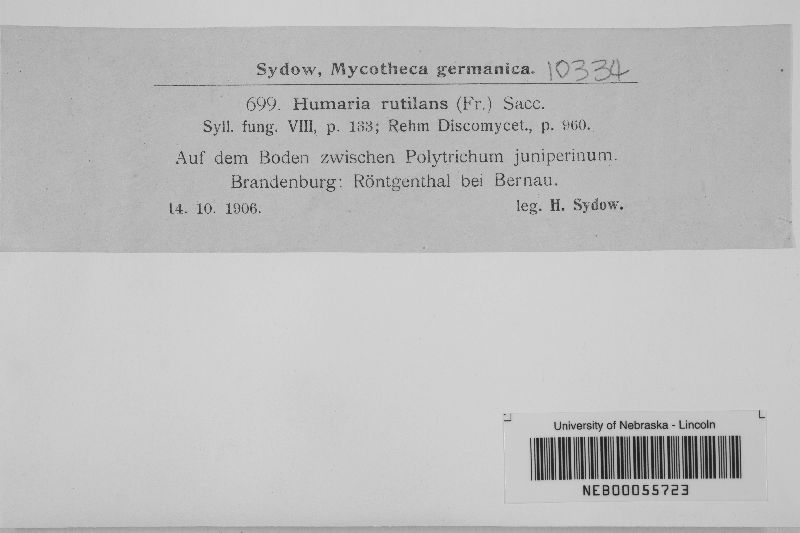 Sydow, Mycotheca germanica. 10334
699. Humaria rutilans (Fr.) Sacc.
Syll. fung. VIII, p. 133; Rehm Discomycet., p. 960.
Auf dem Boden zwischen Polytrichum juniperinum.
Brandenburg: Röntgenthal bei Bernau.
14. 10. 1906. leg. H. Sydow.
University of Nebraska - Lincoln
NEB00055723